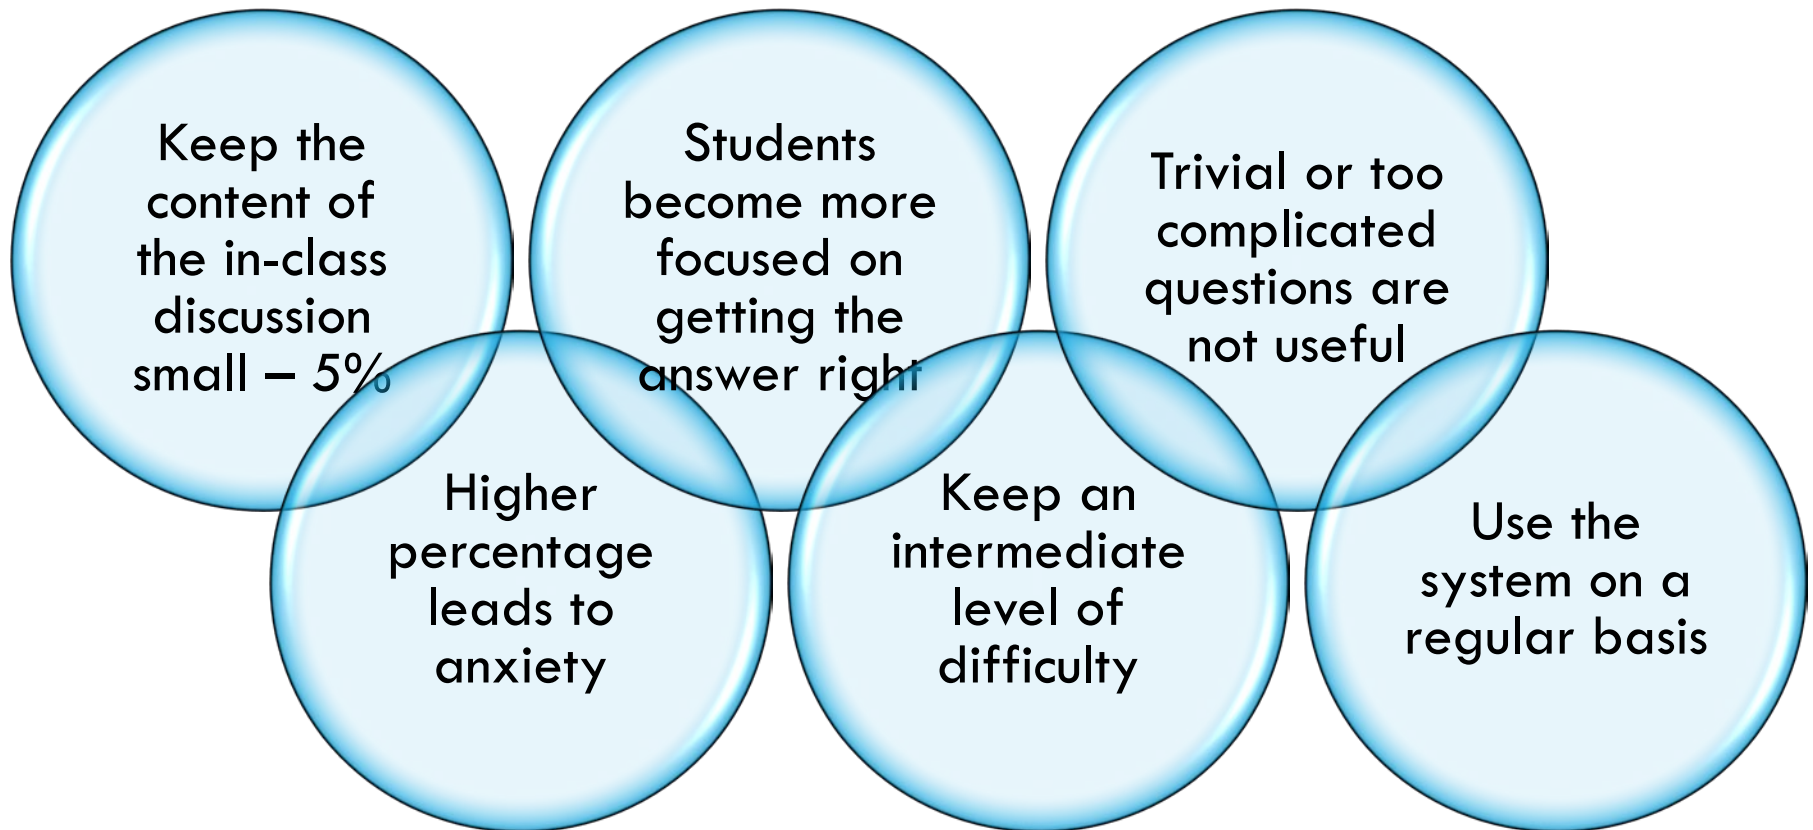 Keep the
content of
the in-class
discussion
small – 5%
Higher
percentage
leads to
anxiety
Students
become more
focused on
getting the
answer right
Keep an
intermediate
level of
difficulty
Trivial or too
complicated
questions are
not useful
Use the
system on a
regular basis